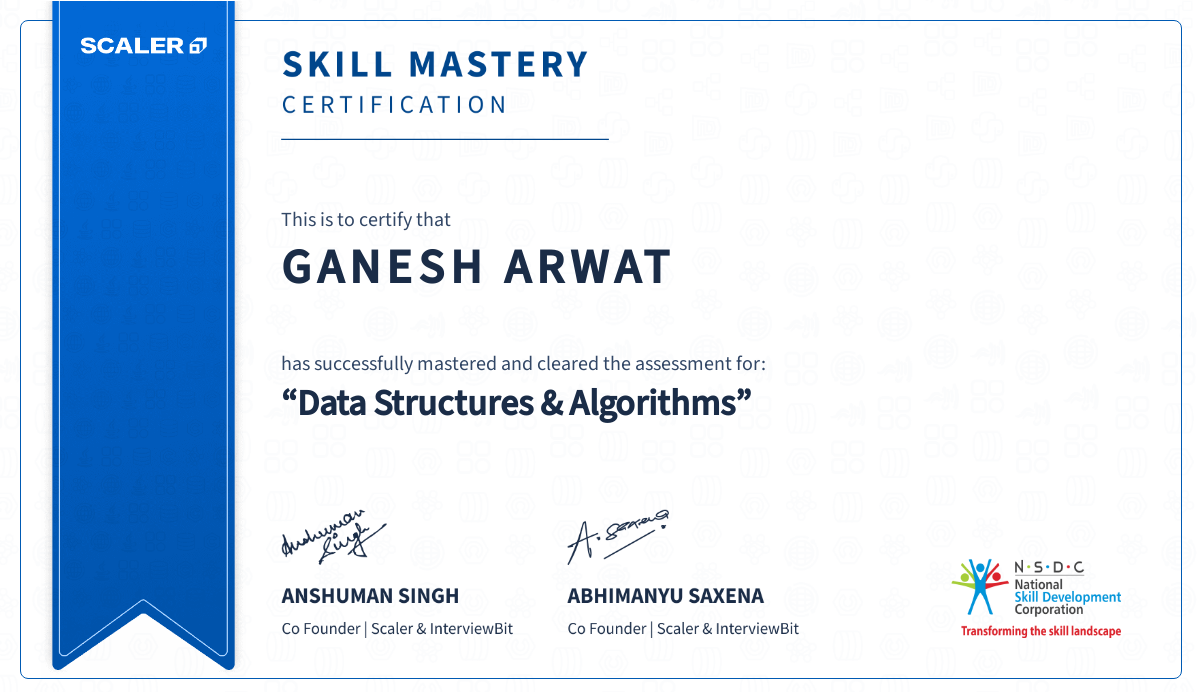 SCALER
SKILL MASTERY
CERTIFICATION
This is to certify that
GANESH ARWAT
has successfully mastered and cleared the assessment for:
“Data Structures & Algorithms”
Anshuman Singh
A. Saxena
ANSHUMAN SINGH
Co Founder | Scaler & InterviewBit
ABHIMANYU SAXENA
Co Founder | Scaler & InterviewBit
N·S·D·C
National
Skill Development
Corporation
Transforming the skill landscape